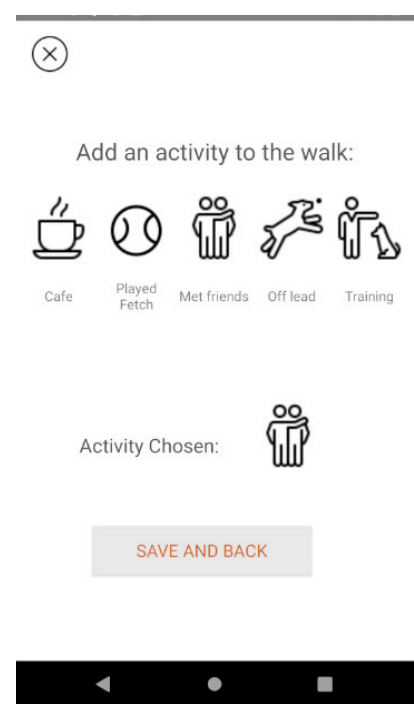 Add an activity to the walk:
Cafe
Played
Fetch
Met friends
Off lead
Training
Activity Chosen:
SAVE AND BACK